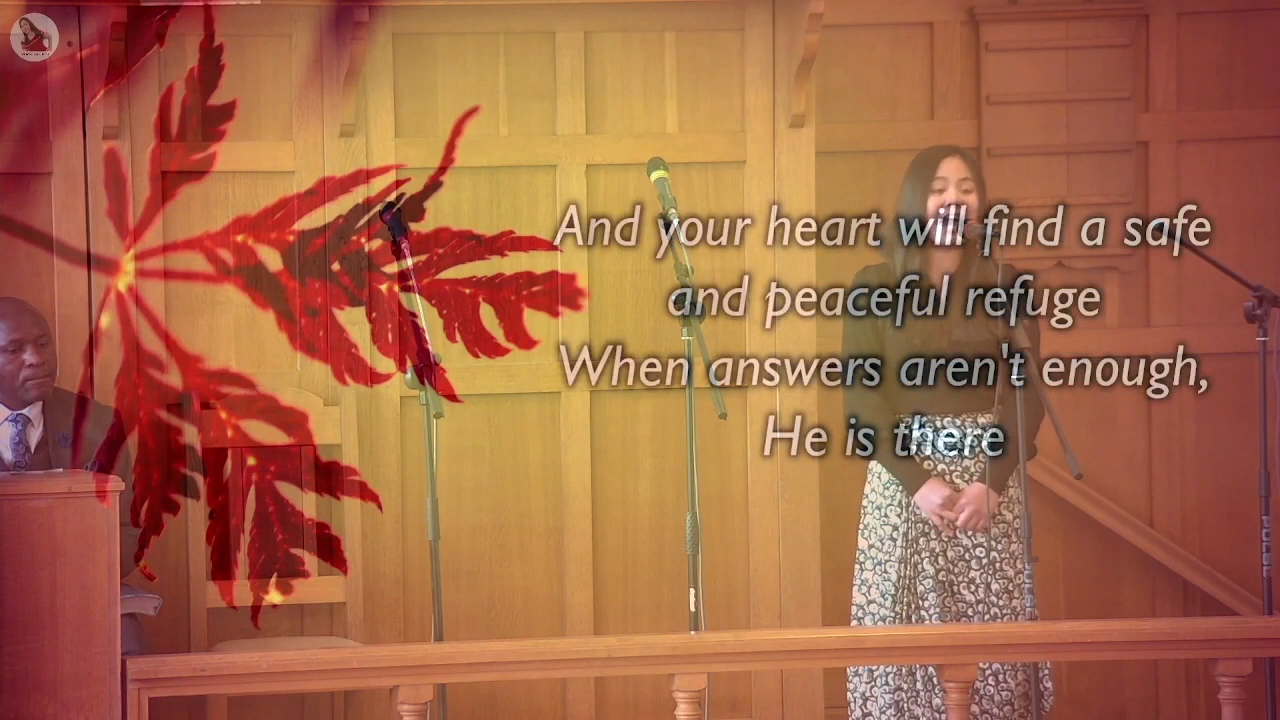 And your heart will find a safe
and peaceful refuge
When answers aren't enough,
He is there